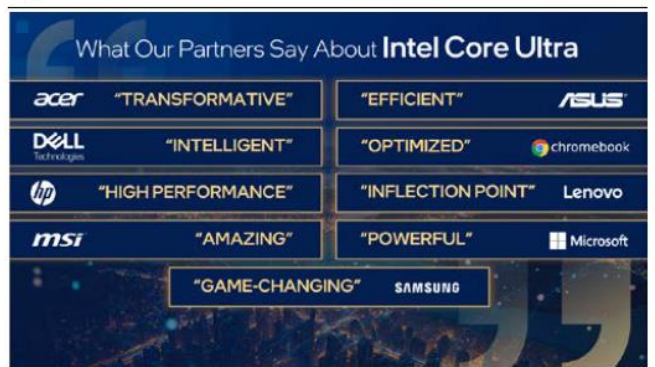 What Our Partners Say About Intel Core Ultra
acer "TRANSFORMATIVE"
"EFFICIENT" ASUS
DELL Technologies "INTELLIGENT"
"OPTIMIZED" chromebook
hp "HIGH PERFORMANCE"
"INFLECTION POINT" Lenovo
msi "AMAZING"
"POWERFUL" Microsoft
"GAME-CHANGING" SAMSUNG